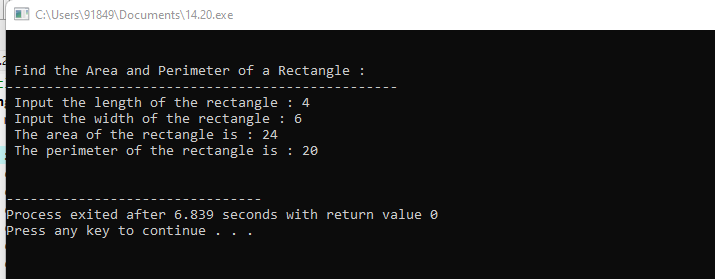 C:\Users\91849\Documents\14.20.exe
Find the Area and Perimeter of a Rectangle :
-------------------------------------------------
Input the length of the rectangle : 4
Input the width of the rectangle : 6
The area of the rectangle is : 24
The perimeter of the rectangle is : 20
--------------------------------
Process exited after 6.839 seconds with return value 0
Press any key to continue . . .